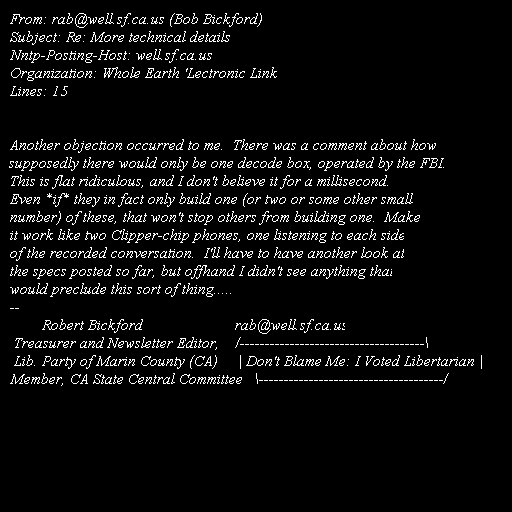 From: rab@well.sf.ca.us (Bob Bickford)
Subject: Re: More technical details
Nntp-Posting-Host: well.sf.ca.us
Organization: Whole Earth 'Lectronic Link
Lines: 15
Another objection occurred to me.  There was a comment about how
supposedly there would only be one decode box, operated by the FBI.
This is flat ridiculous, and I don't believe it for a millisecond.
Even *if* they in fact only build one (or two or some other small
number) of these, that won't stop others from building one.  Make
it work like two Clipper-chip phones, one listening to each side
of the recorded conversation.  I'll have to have another look at
the specs posted so far, but offhand I didn't see anything that
would preclude this sort of thing.....
--
Robert Bickford rab@well.sf.ca.us
Treasurer and Newsletter Editor, /-------------------------------------\
Lib. Party of Marin County (CA) | Don't Blame Me: I Voted Libertarian |
Member, CA State Central Committee \-------------------------------------/